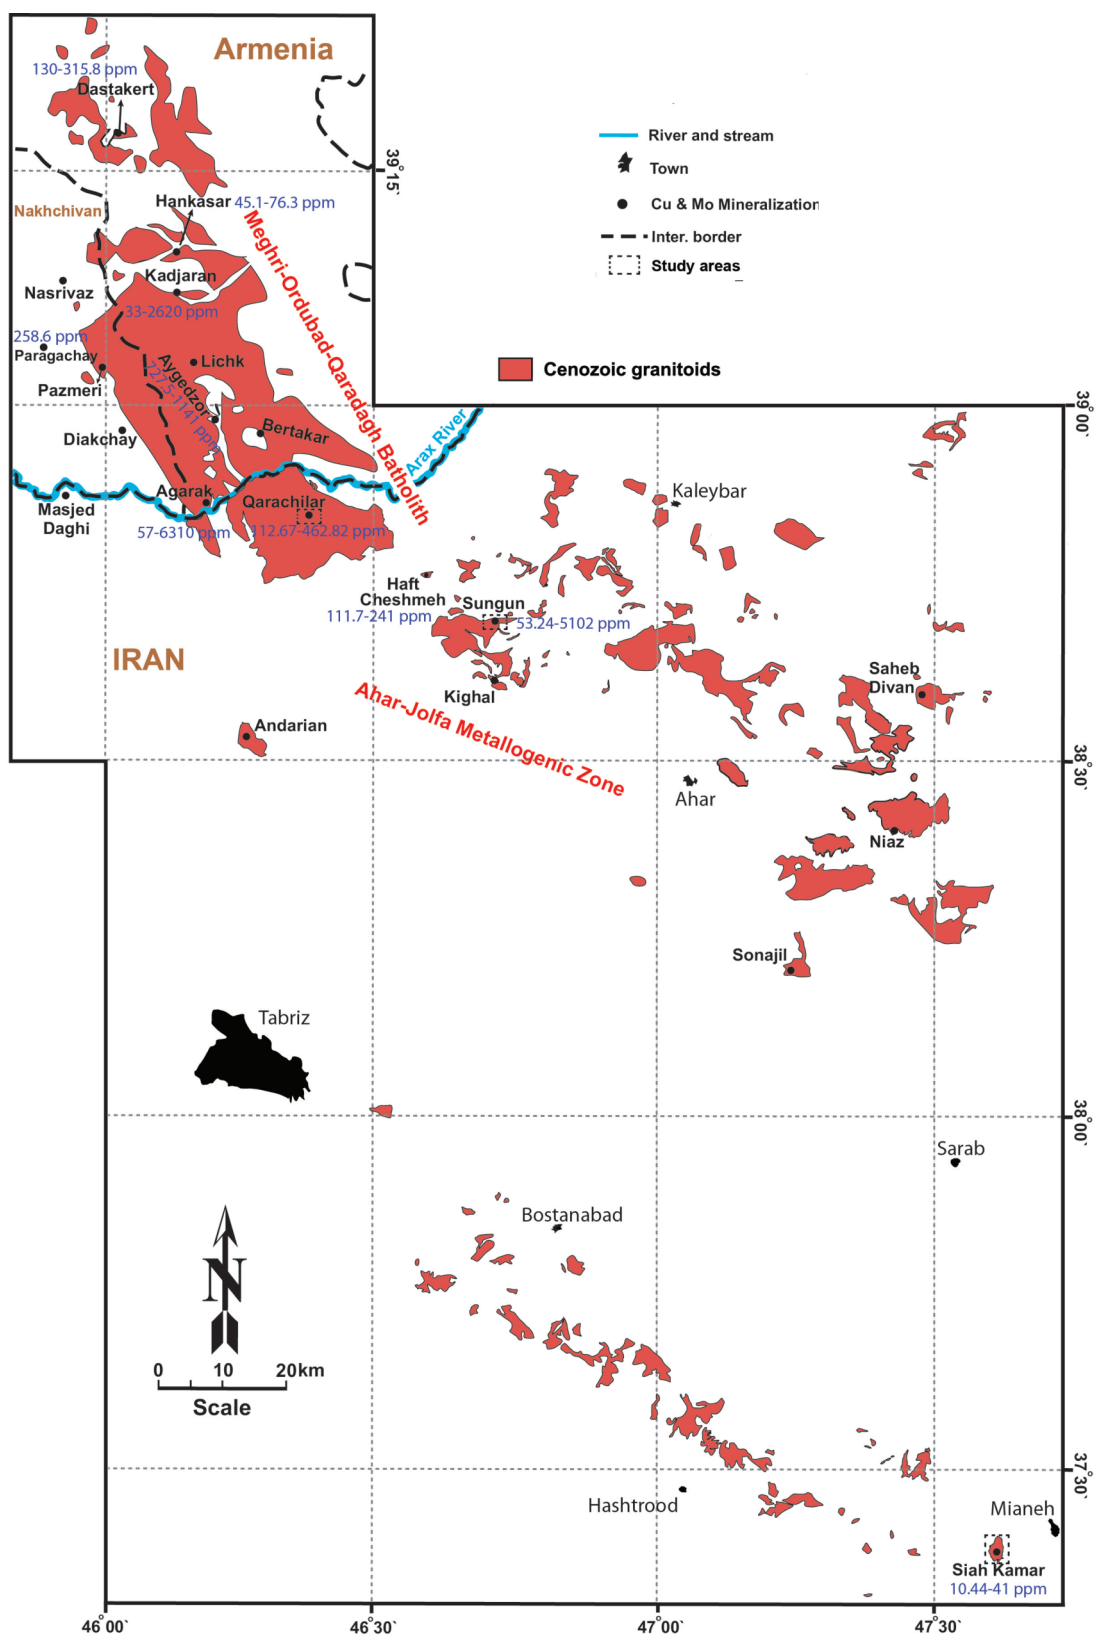 Armenia
130-315.8 ppm
Dastakert
River and stream
Town
39°15`
Hankasar 45.1-76.3 ppm
Cu & Mo Mineralization
Nakhchivan
Inter. border
Meghri-Ordubad-Qaradagh Batholith
Study areas
Kadjaran
Nasrivaz
33-2620 ppm
258.6 ppm
Paragachay
Lichk
Cenozoic granitoids
Aygedzor
727.5-1141 ppm
Pazmeri
39°00`
Diakchay
Bertakar
Arax River
Agarak
Qarachilar
Kaleybar
Masjed
Daghi
57-6310 ppm
112.67-462.82 ppm
Haft
Cheshmeh
Sungun
111.7-241 ppm
53.24-5102 ppm
IRAN
Saheb
Divan
Kighal
Ahar-Jolfa Metallogenic Zone
Andarian
38°30`
Ahar
Niaz
Sonajil
Tabriz
38°00`
Sarab
Bostanabad
N
0 10 20km
Scale
37°30`
Hashtrood
Mianeh
Siah Kamar
10.44-41 ppm
46°00` 46°30` 47°00` 47°30`